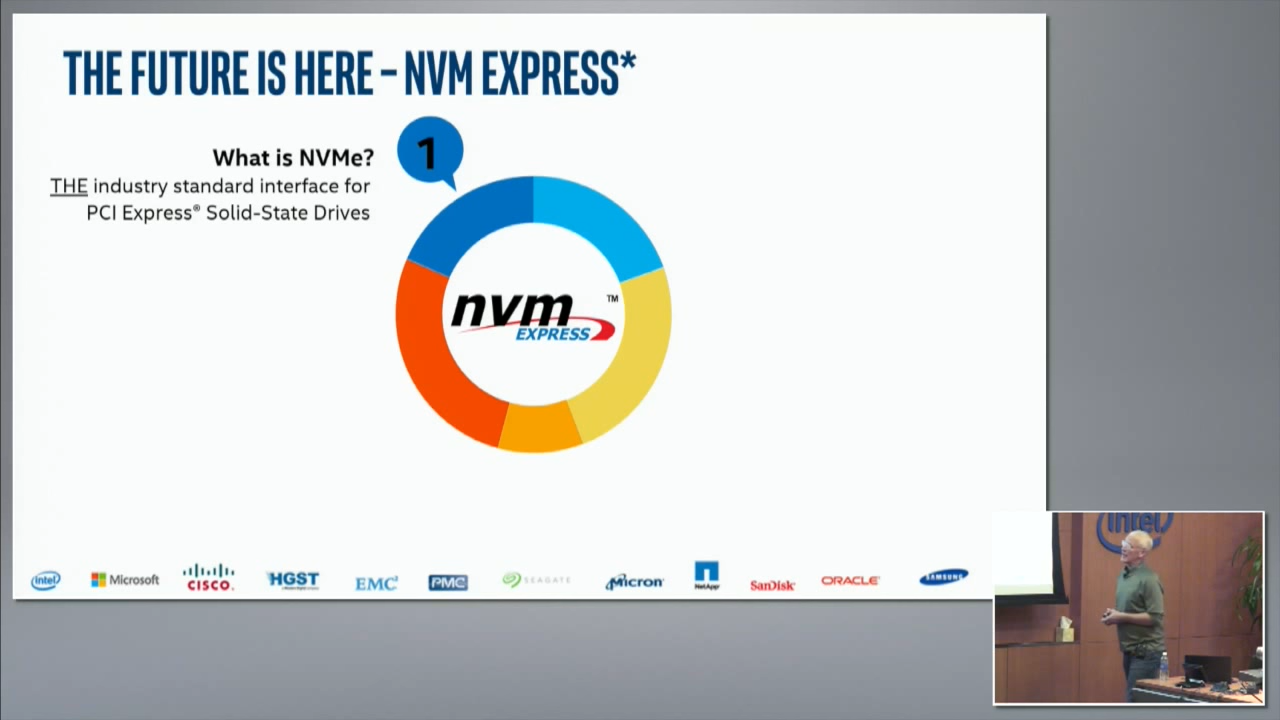 THE FUTURE IS HERE – NVM EXPRESS*
1
What is NVMe?
THE industry standard interface for
PCI Express® Solid-State Drives
nvm ™
EXPRESS
intel
Microsoft
CISCO
HGST
EMC²
PMC
SEAGATE
Micron
NetApp
SanDisk
ORACLE
SAMSUNG
intel